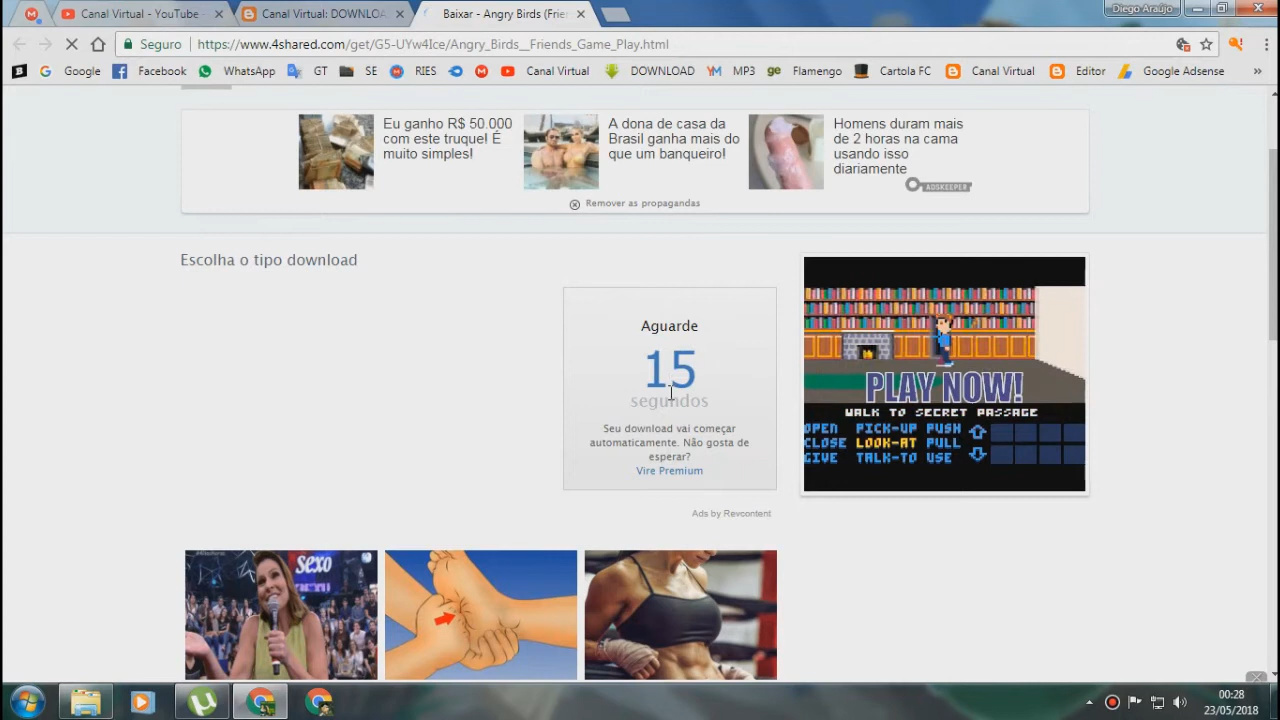 Diego Araújo
Canal Virtual - YouTube
Canal Virtual: DOWNLOA
Baixar - Angry Birds (Frie
Seguro
https://www.4shared.com/get/G5-UYw4Ice/Angry_Birds__Friends_Game_Play.html
Google
Facebook
WhatsApp
GT
SE
RIES
Canal Virtual
DOWNLOAD
MP3
Flamengo
Cartola FC
Canal Virtual
Editor
Google Adsense
»
Eu ganho R$ 50.000
com este truque! É
muito simples!
A dona de casa da
Brasil ganha mais do
que um banqueiro!
Homens duram mais
de 2 horas na cama
usando isso
diariamente
ADSKEEPER
Remover as propagandas
Escolha o tipo download
Aguarde
15
segundos
Seu download vai começar
automaticamente. Não gosta de
esperar?
Vire Premium
PLAY NOW!
WALK TO SECRET PASSAGE
OPEN PICK-UP PUSH
CLOSE LOOK-AT PULL
GIVE TALK-TO USE
Ads by Revcontent
sexo
00:28
23/05/2018